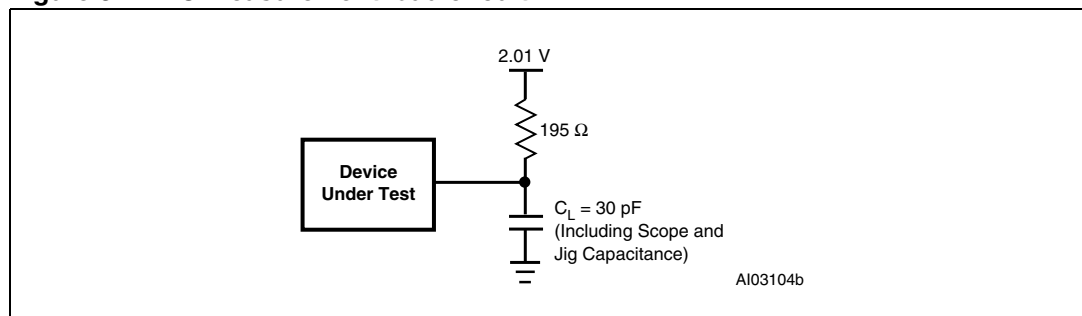 2.01 V
195 Ω
Device
Under Test
C_L = 30 pF
(Including Scope and
Jig Capacitance)
AI03104b